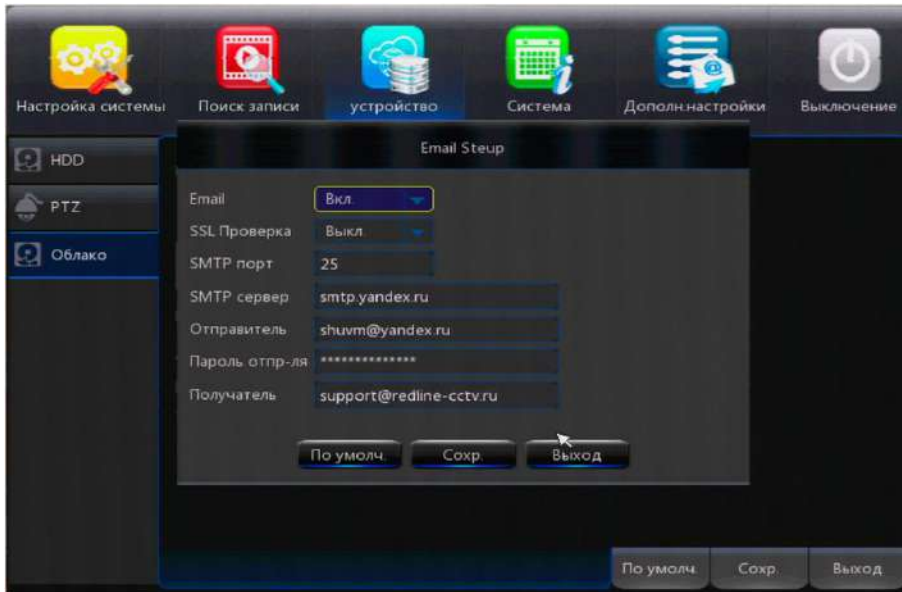 Настройка системы
Поиск записи
устройство
Система
Дополн.настройки
Выключение
HDD
PTZ
Облако
Email Steup
Email
Вкл.
SSL Проверка
Выкл.
SMTP порт
25
SMTP сервер
smtp.yandex.ru
Отправитель
shuvm@yandex.ru
Пароль отпр-ля
**************
Получатель
support@redline-cctv.ru
По умолч.
Сохр.
Выход
По умолч.
Сохр.
Выход